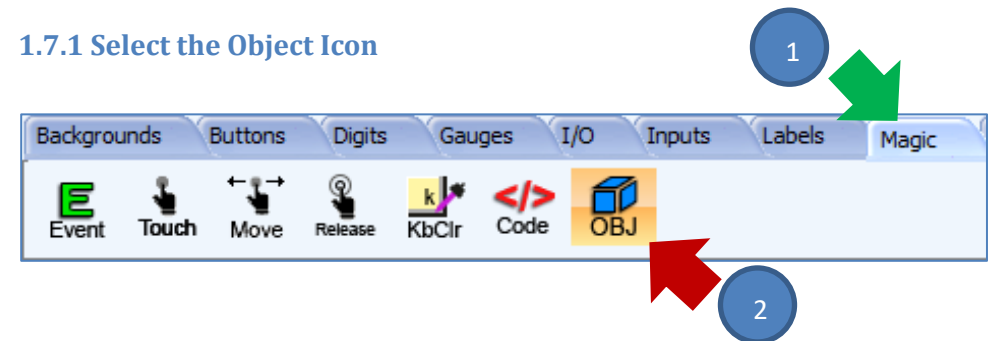 1.7.1 Select the Object Icon
1
Backgrounds Buttons Digits Gauges I/O Inputs Labels Magic
E k </> 
Event Touch Move Release KbClr Code OBJ
2